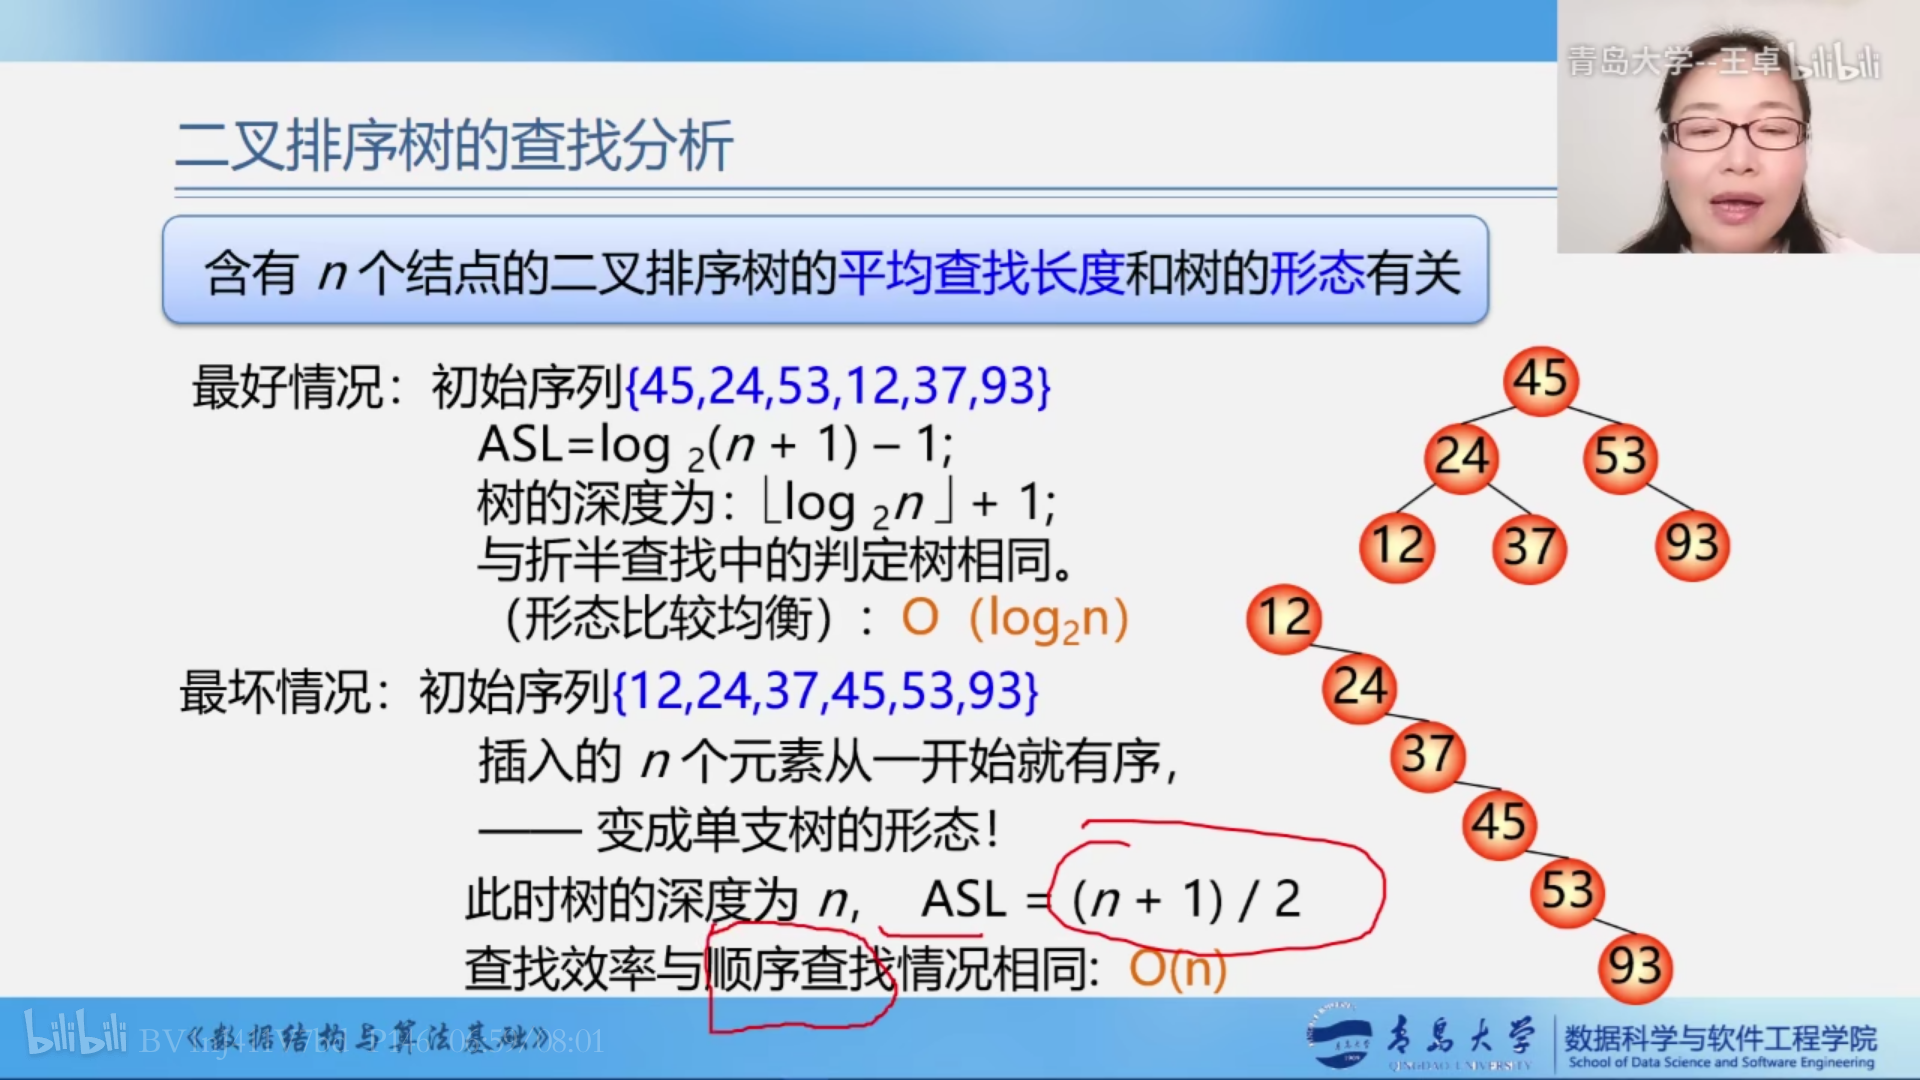 青岛大学--王卓 bilibili
二叉排序树的查找分析
含有 n 个结点的二叉排序树的平均查找长度和树的形态有关
最好情况：初始序列{45,24,53,12,37,93}
ASL=log 2(n + 1) – 1;
树的深度为：⌊log 2n⌋ + 1;
与折半查找中的判定树相同。
（形态比较均衡）：O（log2n）
最坏情况：初始序列{12,24,37,45,53,93}
插入的 n 个元素从一开始就有序，
—— 变成单支树的形态！
此时树的深度为 n， ASL = (n + 1) / 2
查找效率与顺序查找情况相同：O(n)
45
24 53
12 37 93
12
24
37
45
53
93
bilibili
《数据结构与算法基础》
青岛大学
QINGDAO UNIVERSITY
数据科学与软件工程学院
School of Data Science and Software Engineering